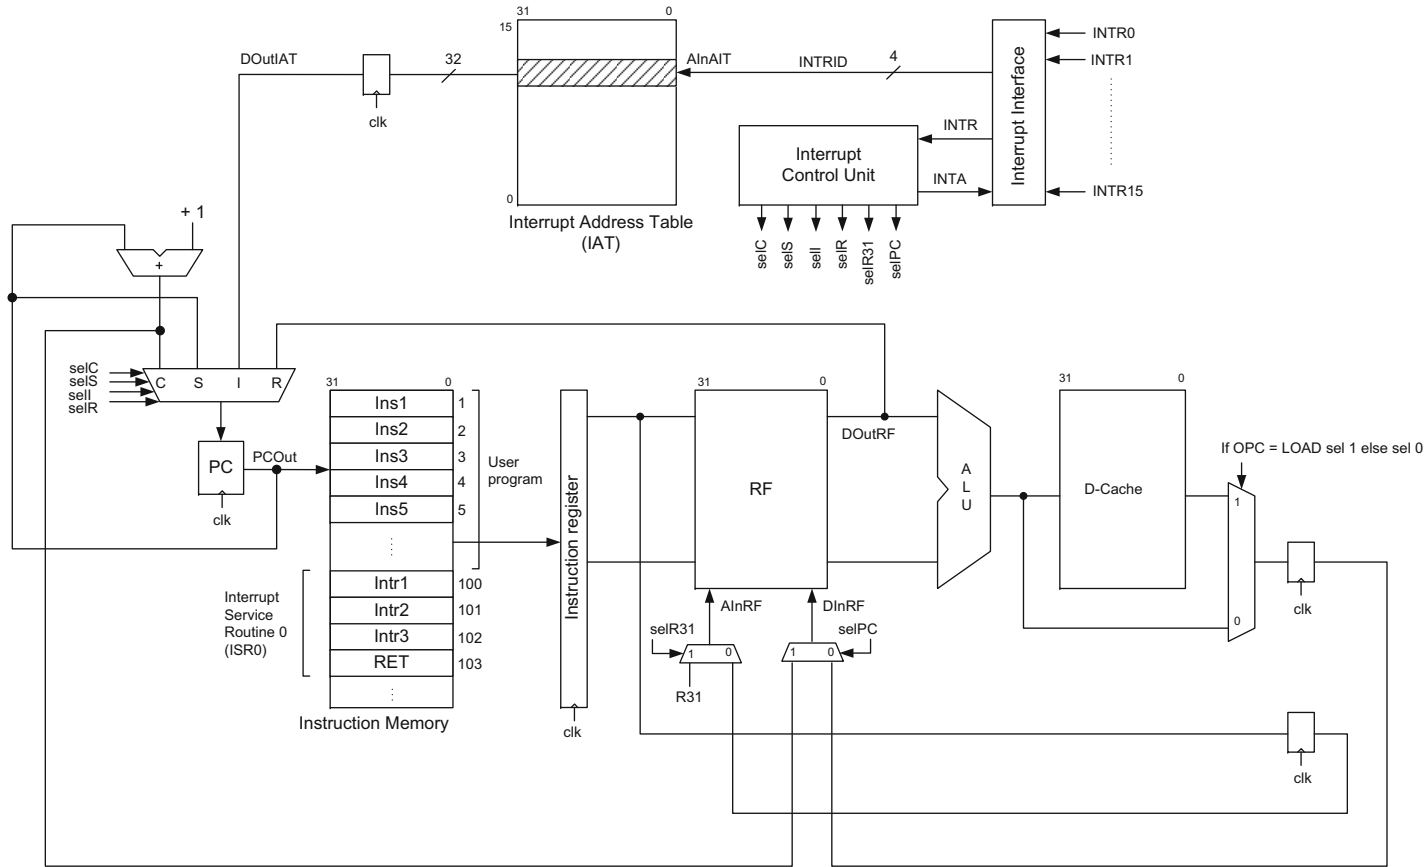 31 0
15
0
Interrupt Address Table
(IAT)
DOutIAT
clk
32
AInAIT
INTRID
4
Interrupt Interface
INTR0
INTR1
INTR15
INTR
INTA
Interrupt
Control Unit
selC
selS
selI
selR
selR31
selPC
+ 1
+
selC
selS
selI
selR
C S I R
PC
PCOut
clk
31 0
Ins1 1
Ins2 2
Ins3 3
Ins4 4
Ins5 5
User
program
Intr1 100
Intr2 101
Intr3 102
RET 103
Interrupt
Service
Routine 0
(ISR0)
Instruction Memory
Instruction register
clk
31 0
RF
DOutRF
AInRF
DInRF
selR31
1 0
R31
selPC
1 0
ALU
31 0
D-Cache
If OPC = LOAD sel 1 else sel 0
1
0
clk
clk